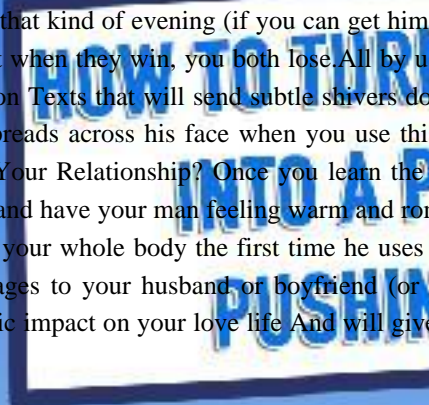 that kind of evening (if you can get him
when they win, you both lose.All by u
HOW TO TUR
on Texts that will send subtle shivers do
reads across his face when you use thi
Your Relationship? Once you learn the
INTO A P
and have your man feeling warm and ro
your whole body the first time he uses
ages to your husband or boyfriend (or
PUSHIN
ic impact on your love life And will give